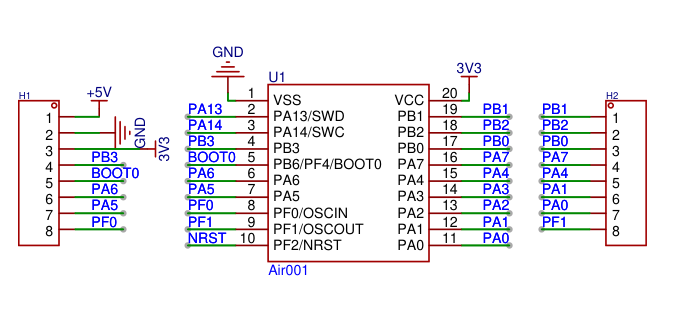 GND
3V3
H1
+5V
1
2
3
4
5
6
7
8
GND
3V3
PB3
BOOT0
PA6
PA5
PF0
U1
PA13 2 PA13/SWD
PA14 3 PA14/SWC
PB3 4 PB3
BOOT0 5 PB6/PF4/BOOT0
PA6 6 PA6
PA5 7 PA5
PF0 8 PF0/OSCIN
PF1 9 PF1/OSCOUT
NRST 10 PF2/NRST
1 VSS
VCC 20
PB1 19 PB1
PB2 18 PB2
PB0 17 PB0
PA7 16 PA7
PA4 15 PA4
PA3 14 PA3
PA2 13 PA2
PA1 12 PA1
PA0 11 PA0
Air001
H2
PB1 1
PB2 2
PB0 3
PA7 4
PA4 5
PA1 6
PA0 7
PF1 8